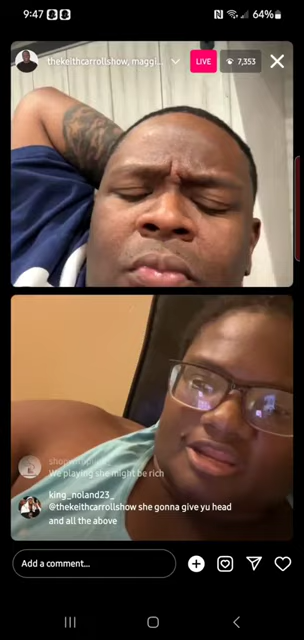 9:47
64%
thekeithcarrollshow, maggi...
LIVE
7,353
We playing she might be rich
king_noland23_
@thekeithcarrollshow she gonna give yu head
and all the above
Add a comment...